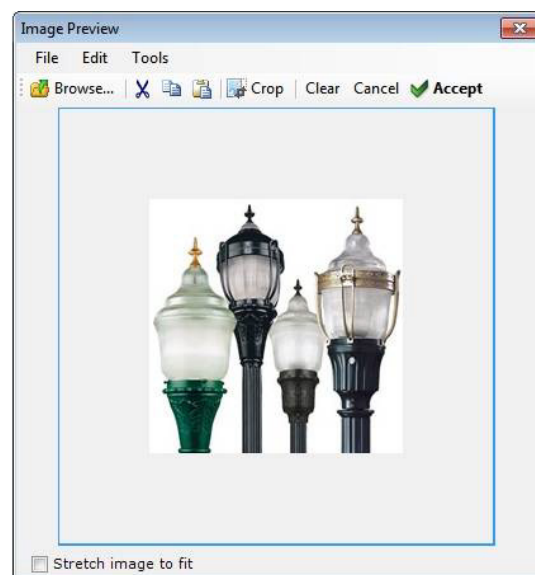 Image Preview
File Edit Tools
Browse... Crop Clear Cancel Accept
Stretch image to fit